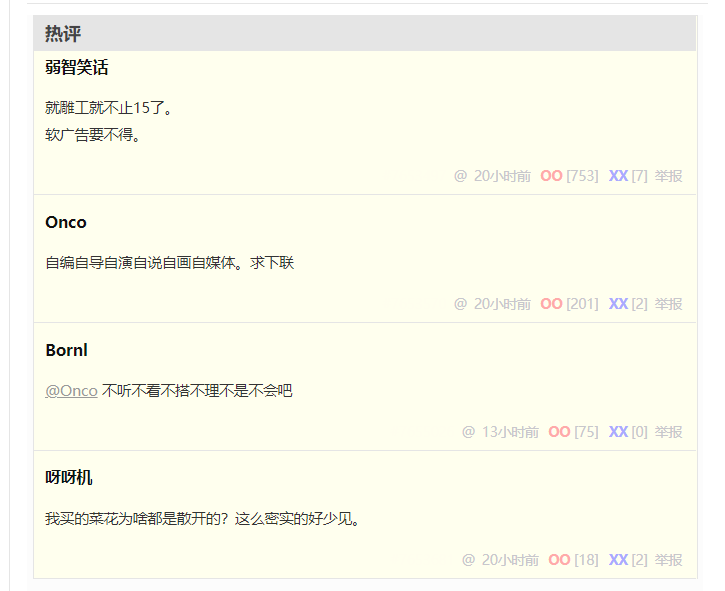 热评
弱智笑话
就雕工就不止15了。
软广告要不得。
@ 20小时前 OO [753] XX [7] 举报
Onco
自编自导自演自说自画自媒体。求下联
@ 20小时前 OO [201] XX [2] 举报
Bornl
@Onco 不听不看不搭不理不是不会吧
@ 13小时前 OO [75] XX [0] 举报
呀呀机
我买的菜花为啥都是散开的？这么密实的好少见。
@ 20小时前 OO [18] XX [2] 举报